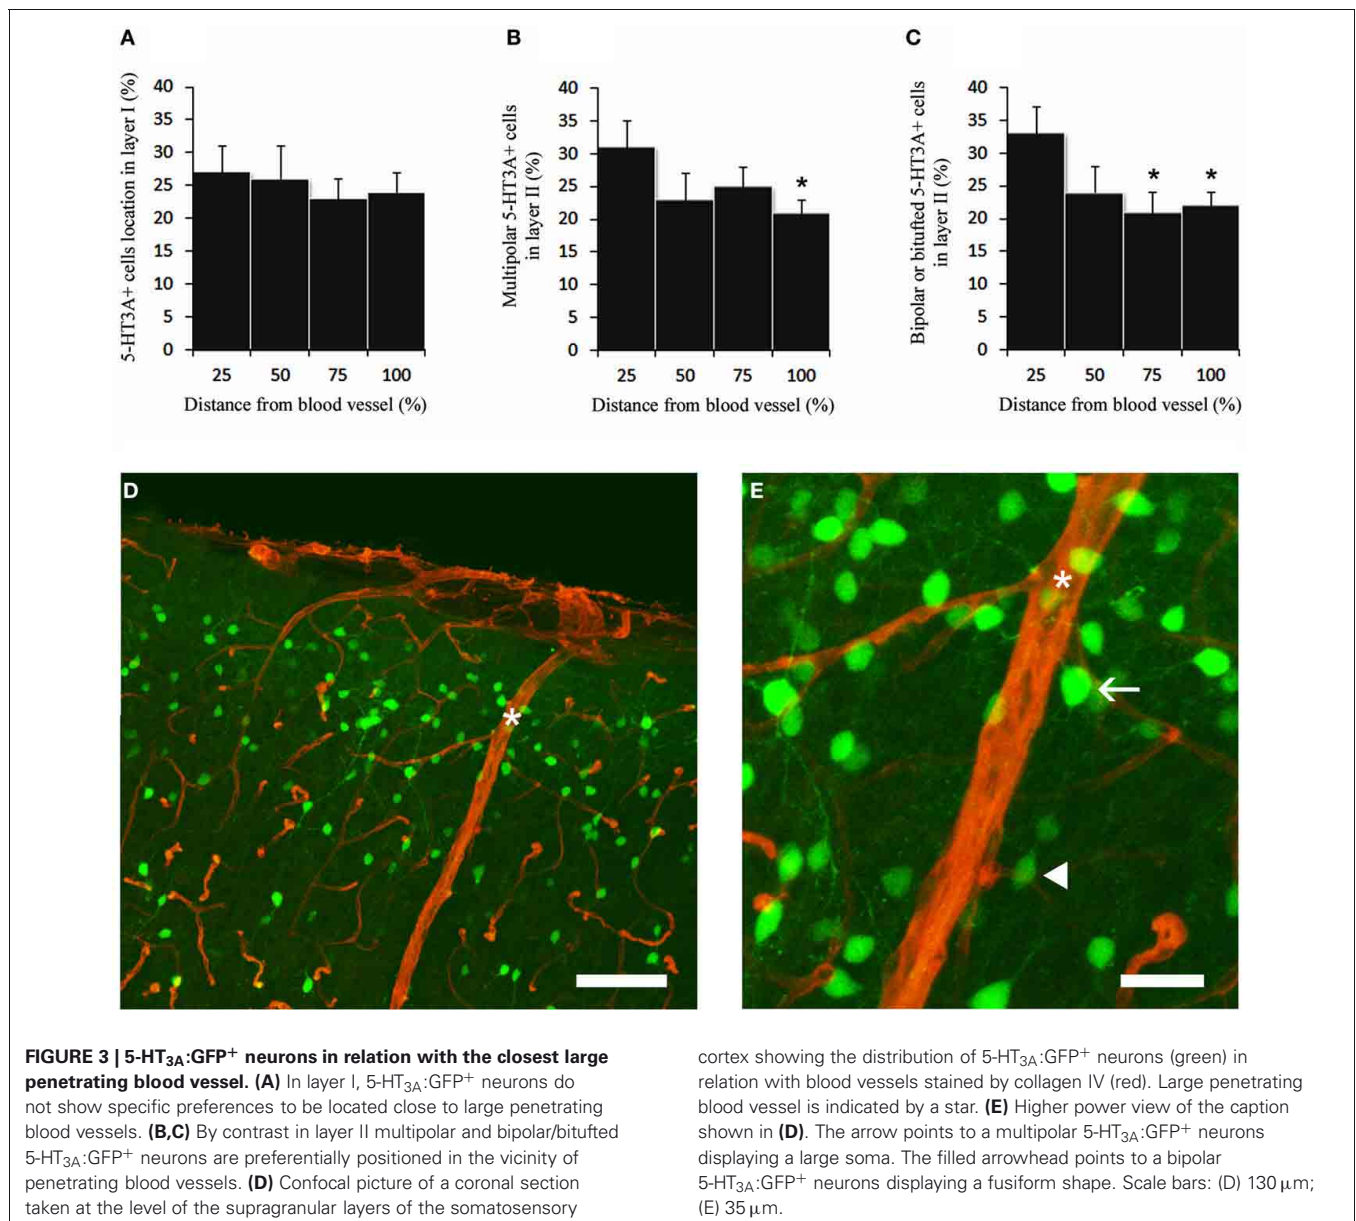 A
5-HT3A+ cells location in layer I (%)
40
35
30
25
20
15
10
5
0
25 50 75 100
Distance from blood vessel (%)
B
Multipolar 5-HT3A+ cells
in layer II (%)
40
35
30
25
20
15
10
5
0
*
25 50 75 100
Distance from blood vessel (%)
C
Bipolar or bitufted 5-HT3A+ cells
in layer II (%)
40
35
30
25
20
15
10
5
0
* *
25 50 75 100
Distance from blood vessel (%)
D
*
E
*
FIGURE 3 | 5-HT3A:GFP+ neurons in relation with the closest large
penetrating blood vessel. (A) In layer I, 5-HT3A:GFP+ neurons do
not show specific preferences to be located close to large penetrating
blood vessels. (B,C) By contrast in layer II multipolar and bipolar/bitufted
5-HT3A:GFP+ neurons are preferentially positioned in the vicinity of
penetrating blood vessels. (D) Confocal picture of a coronal section
taken at the level of the supragranular layers of the somatosensory
cortex showing the distribution of 5-HT3A:GFP+ neurons (green) in
relation with blood vessels stained by collagen IV (red). Large penetrating
blood vessel is indicated by a star. (E) Higher power view of the caption
shown in (D). The arrow points to a multipolar 5-HT3A:GFP+ neurons
displaying a large soma. The filled arrowhead points to a bipolar
5-HT3A:GFP+ neurons displaying a fusiform shape. Scale bars: (D) 130 µm;
(E) 35 µm.